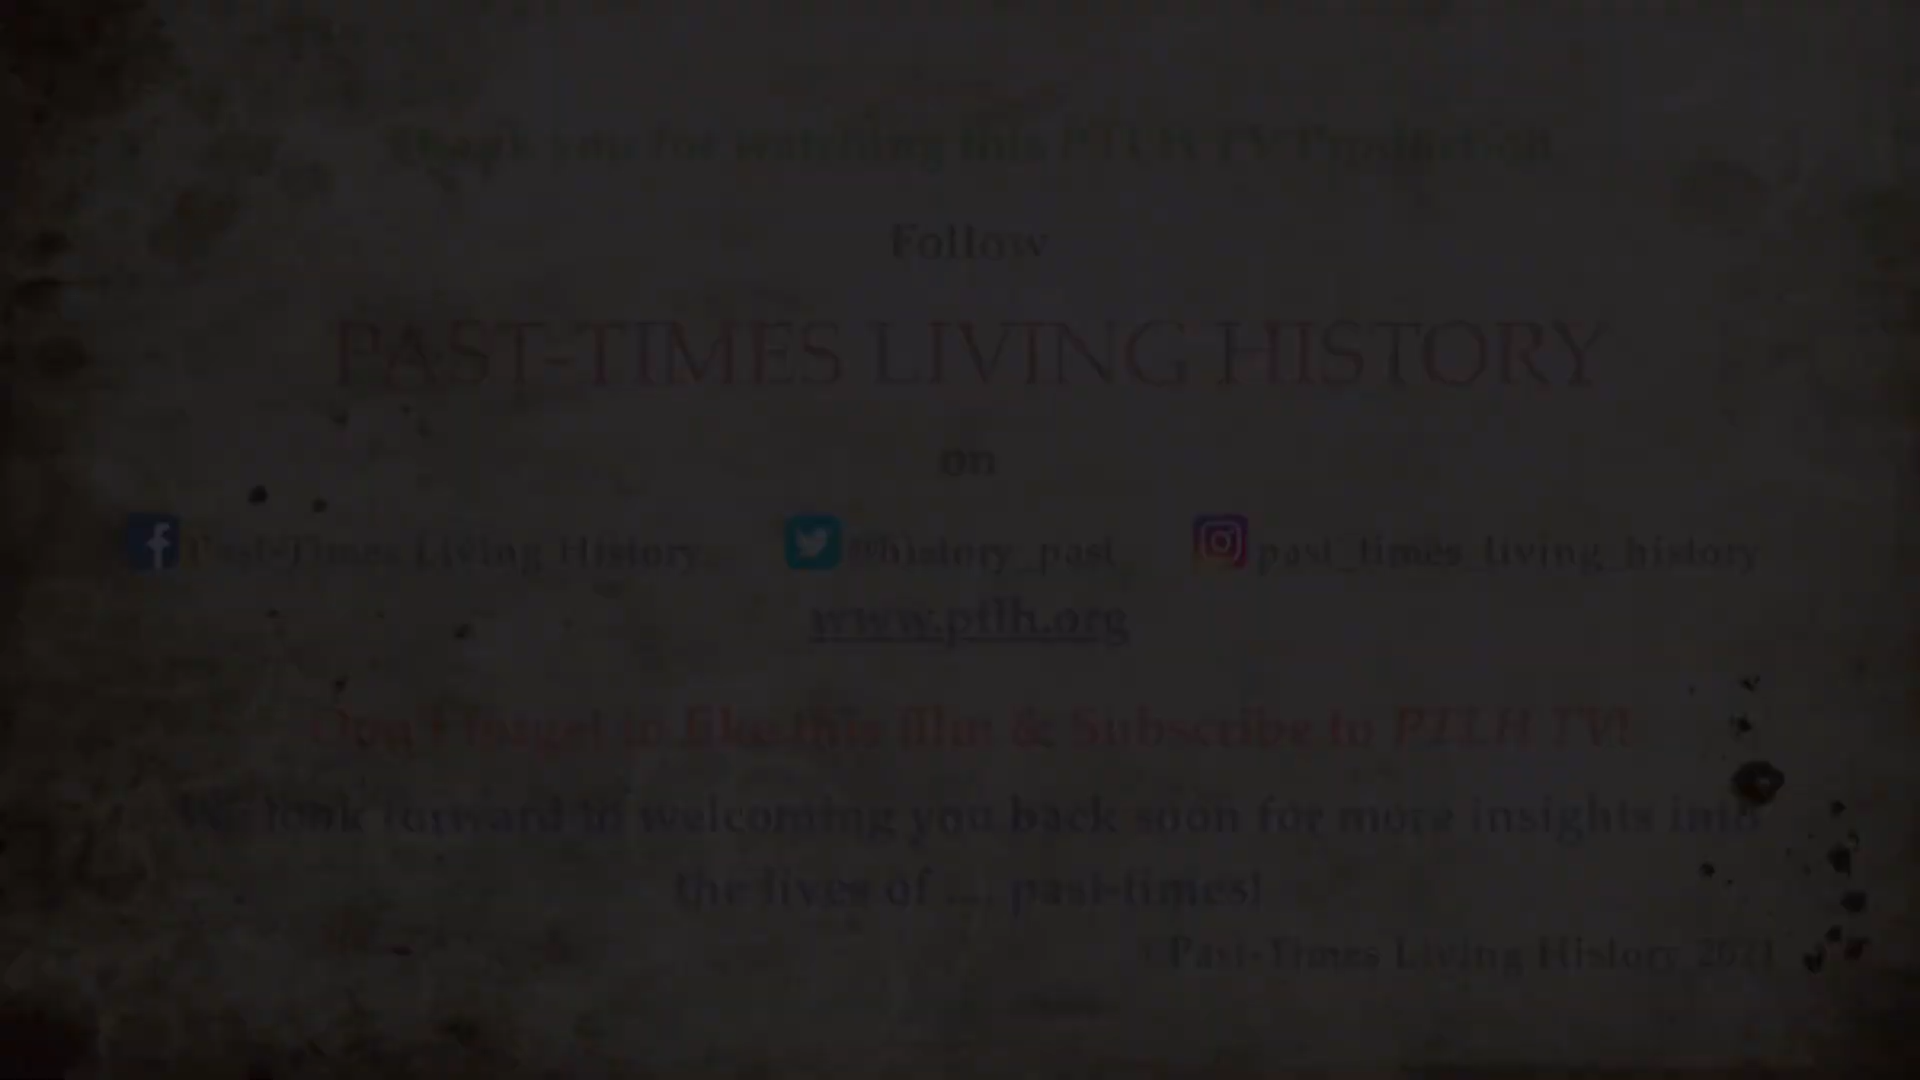 Thank you for watching this PTLH TV Production
Follow
PAST-TIMES LIVING HISTORY
on
Past-Times Living History @history_past past_times_living_history
www.ptlh.org
Don't forget to like this film & Subscribe to PTLH TV!
We look forward to welcoming you back soon for more insights into
the lives of .... past-times!
Past-Times Living History 2021